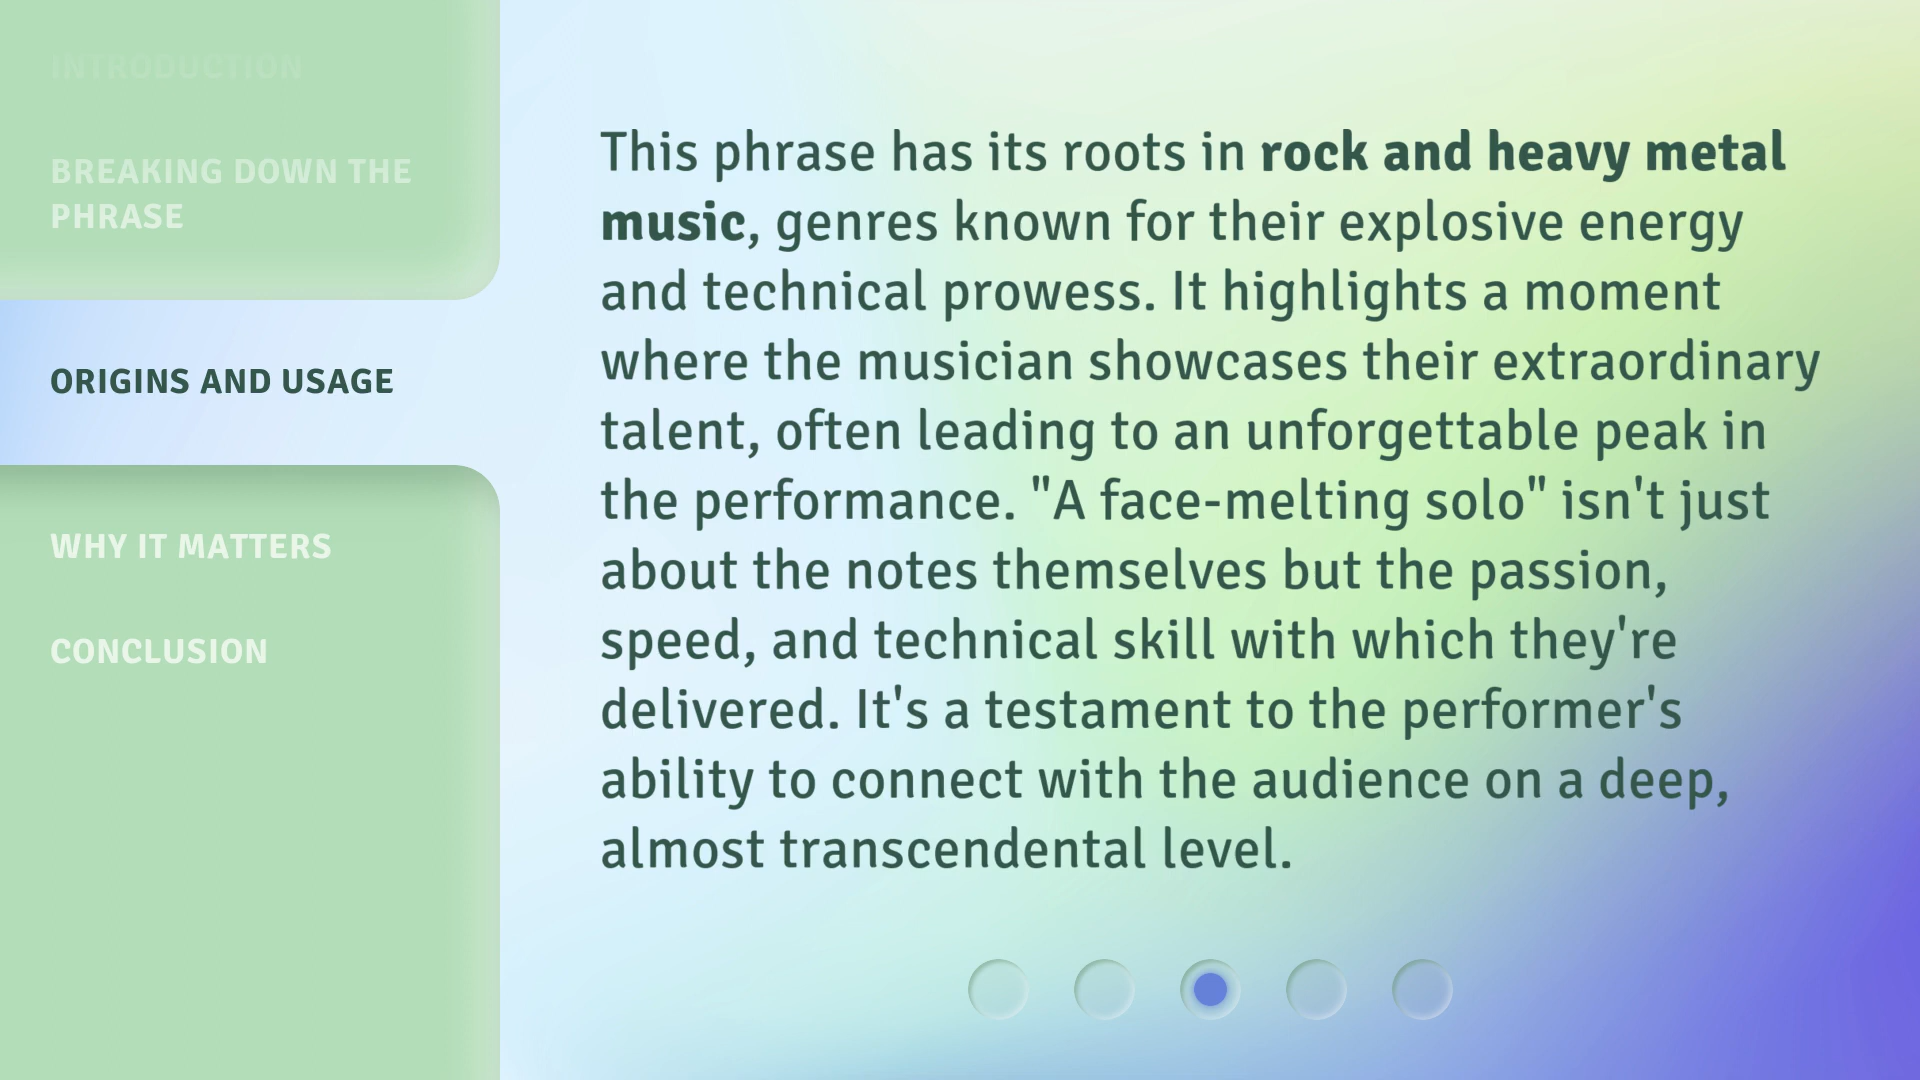 INTRODUCTION
BREAKING DOWN THE
PHRASE
ORIGINS AND USAGE
WHY IT MATTERS
CONCLUSION
This phrase has its roots in rock and heavy metal
music, genres known for their explosive energy
and technical prowess. It highlights a moment
where the musician showcases their extraordinary
talent, often leading to an unforgettable peak in
the performance. "A face-melting solo" isn't just
about the notes themselves but the passion,
speed, and technical skill with which they're
delivered. It's a testament to the performer's
ability to connect with the audience on a deep,
almost transcendental level.